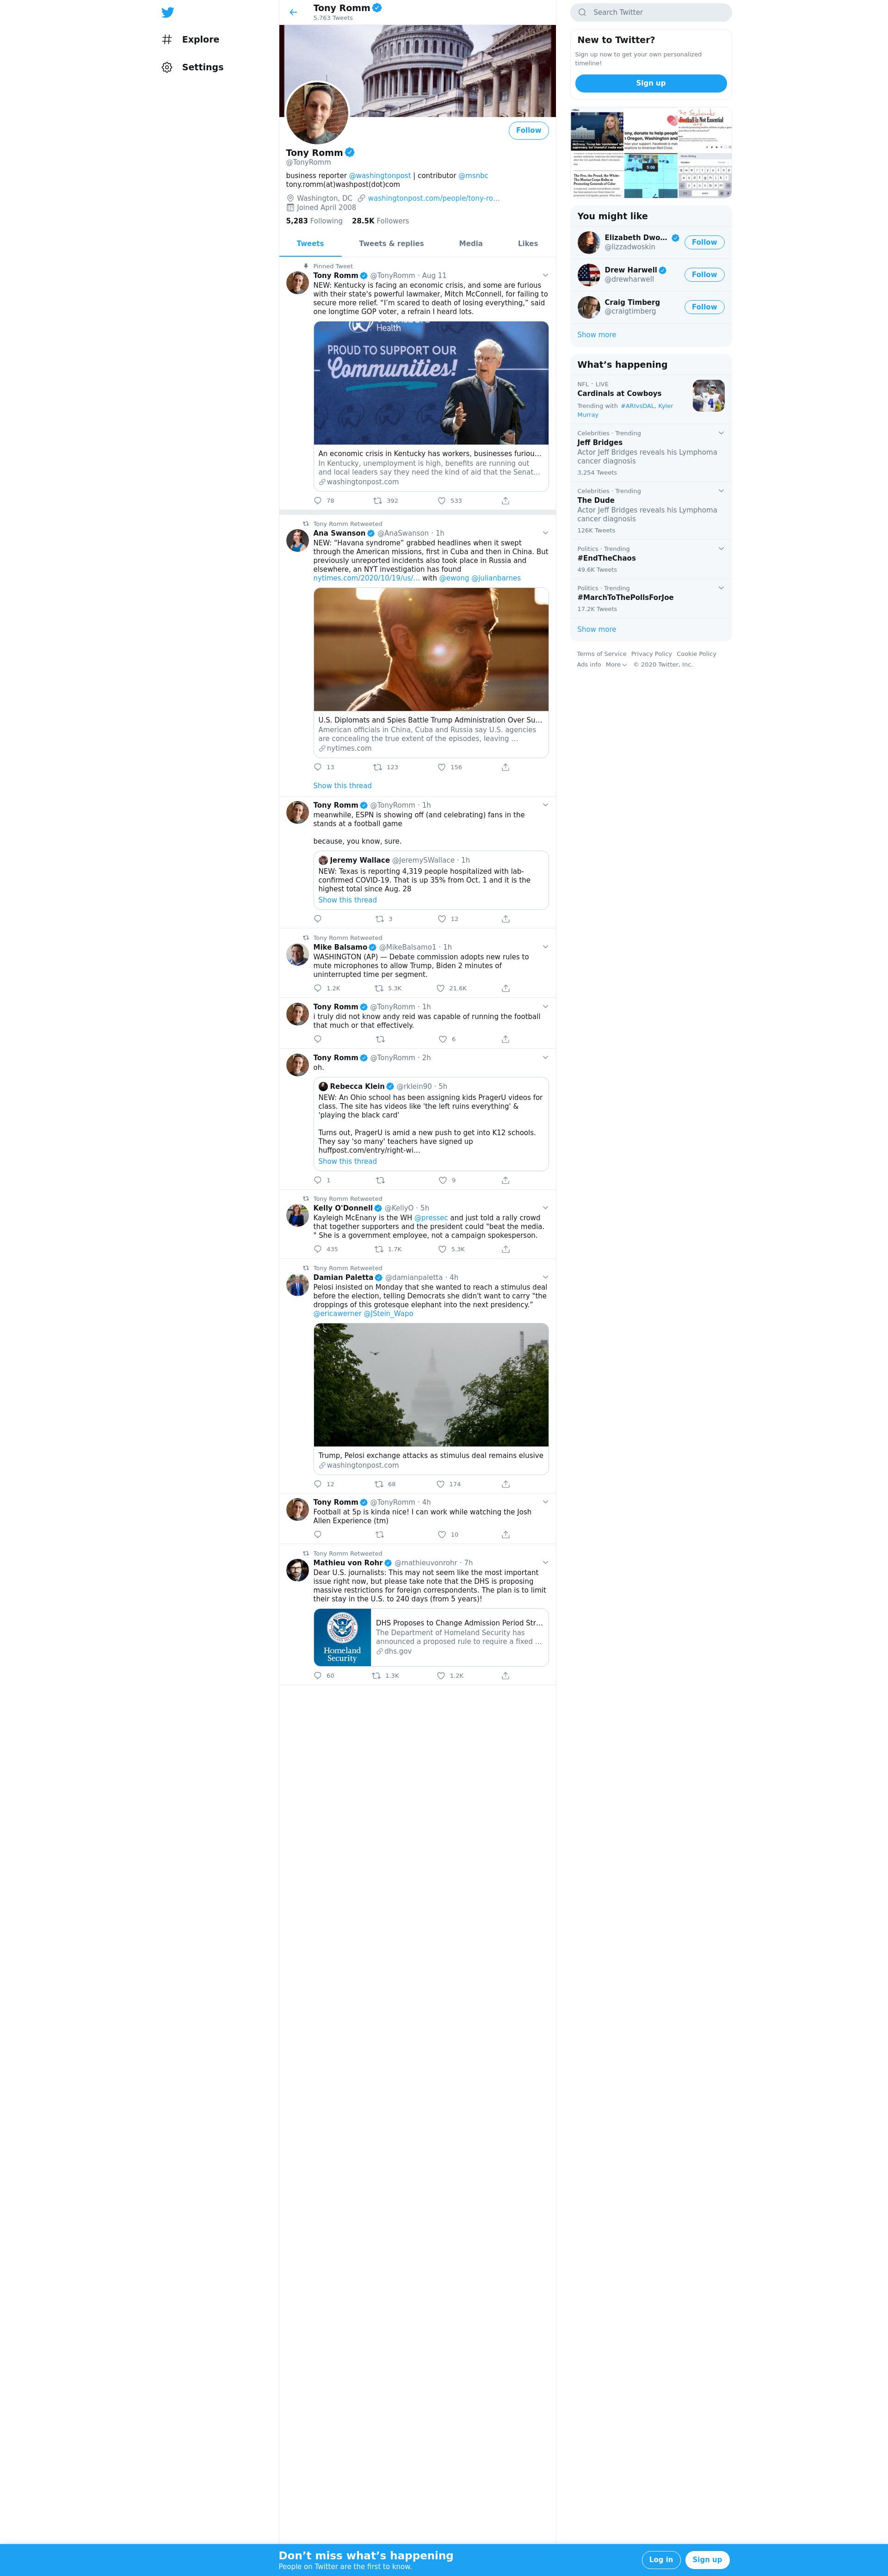 Explore
Settings
Tony Romm
5,763 Tweets
Follow
Tony Romm
@TonyRomm
business reporter @washingtonpost | contributor @msnbc
tony.romm(at)washpost(dot)com
Washington, DC washingtonpost.com/people/tony-ro…
Joined April 2008
5,283 Following 28.5K Followers
Tweets Tweets & replies Media Likes
Pinned Tweet
Tony Romm @TonyRomm · Aug 11
NEW: Kentucky is facing an economic crisis, and some are furious
with their state's powerful lawmaker, Mitch McConnell, for failing to
secure more relief. "I'm scared to death of losing everything," said
one longtime GOP voter, a refrain I heard lots.
Health
PROUD TO SUPPORT OUR
Communities!
An economic crisis in Kentucky has workers, businesses furiou…
In Kentucky, unemployment is high, benefits are running out
and local leaders say they need the kind of aid that the Senat…
washingtonpost.com
78 392 533
Tony Romm Retweeted
Ana Swanson @AnaSwanson · 1h
NEW: "Havana syndrome" grabbed headlines when it swept
through the American missions, first in Cuba and then in China. But
previously unreported incidents also took place in Russia and
elsewhere, an NYT investigation has found
nytimes.com/2020/10/19/us/… with @ewong @julianbarnes
U.S. Diplomats and Spies Battle Trump Administration Over Su…
American officials in China, Cuba and Russia say U.S. agencies
are concealing the true extent of the episodes, leaving …
nytimes.com
13 123 156
Show this thread
Tony Romm @TonyRomm · 1h
meanwhile, ESPN is showing off (and celebrating) fans in the
stands at a football game
because, you know, sure.
Jeremy Wallace @JeremySWallace · 1h
NEW: Texas is reporting 4,319 people hospitalized with lab-
confirmed COVID-19. That is up 35% from Oct. 1 and it is the
highest total since Aug. 28
Show this thread
3 12
Tony Romm Retweeted
Mike Balsamo @MikeBalsamo1 · 1h
WASHINGTON (AP) — Debate commission adopts new rules to
mute microphones to allow Trump, Biden 2 minutes of
uninterrupted time per segment.
1.2K 5.3K 21.6K
Tony Romm @TonyRomm · 1h
i truly did not know andy reid was capable of running the football
that much or that effectively.
6
Tony Romm @TonyRomm · 2h
oh.
Rebecca Klein @rklein90 · 5h
NEW: An Ohio school has been assigning kids PragerU videos for
class. The site has videos like 'the left ruins everything' &
'playing the black card'
Turns out, PragerU is amid a new push to get into K12 schools.
They say 'so many' teachers have signed up
huffpost.com/entry/right-wi…
Show this thread
1 9
Tony Romm Retweeted
Kelly O'Donnell @KellyO · 5h
Kayleigh McEnany is the WH @pressec and just told a rally crowd
that together supporters and the president could "beat the media.
" She is a government employee, not a campaign spokesperson.
435 1.7K 5.3K
Tony Romm Retweeted
Damian Paletta @damianpaletta · 4h
Pelosi insisted on Monday that she wanted to reach a stimulus deal
before the election, telling Democrats she didn't want to carry "the
droppings of this grotesque elephant into the next presidency."
@ericawerner @JStein_Wapo
Trump, Pelosi exchange attacks as stimulus deal remains elusive
washingtonpost.com
12 68 174
Tony Romm @TonyRomm · 4h
Football at 5p is kinda nice! I can work while watching the Josh
Allen Experience (tm)
10
Tony Romm Retweeted
Mathieu von Rohr @mathieuvonrohr · 7h
Dear U.S. journalists: This may not seem like the most important
issue right now, but please take note that the DHS is proposing
massive restrictions for foreign correspondents. The plan is to limit
their stay in the U.S. to 240 days (from 5 years)!
Homeland
Security
DHS Proposes to Change Admission Period Str…
The Department of Homeland Security has
announced a proposed rule to require a fixed …
dhs.gov
60 1.3K 1.2K
Search Twitter
New to Twitter?
Sign up now to get your own personalized
timeline!
Sign up
Football Is Not Essential
5:00
You might like
Elizabeth Dwo…
@lizzadwoskin
Follow
Drew Harwell
@drewharwell
Follow
Craig Timberg
@craigtimberg
Follow
Show more
What's happening
NFL · LIVE
Cardinals at Cowboys
Trending with #ARIvsDAL, Kyler
Murray
Celebrities · Trending
Jeff Bridges
Actor Jeff Bridges reveals his Lymphoma
cancer diagnosis
3,254 Tweets
Celebrities · Trending
The Dude
Actor Jeff Bridges reveals his Lymphoma
cancer diagnosis
126K Tweets
Politics · Trending
#EndTheChaos
49.6K Tweets
Politics · Trending
#MarchToThePollsForJoe
17.2K Tweets
Show more
Terms of Service Privacy Policy Cookie Policy
Ads info More © 2020 Twitter, Inc.
Don't miss what's happening
People on Twitter are the first to know.
Log in
Sign up